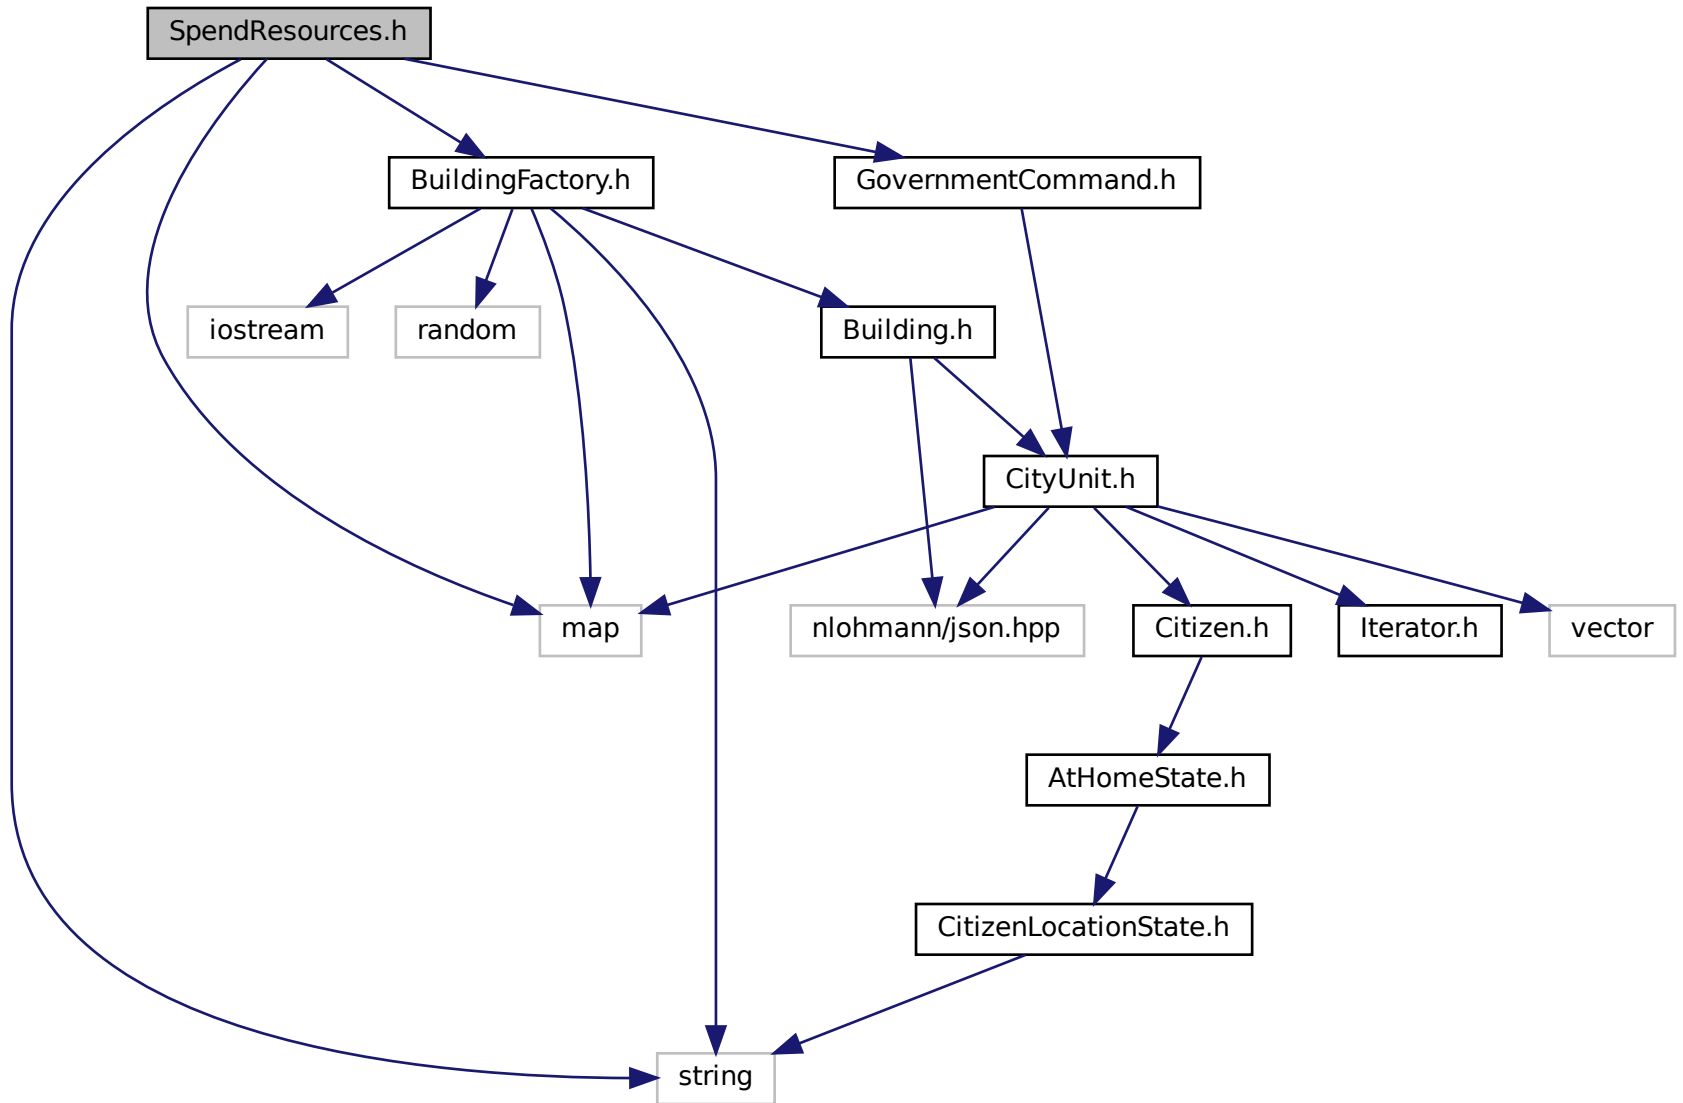 SpendResources.h
BuildingFactory.h
GovernmentCommand.h
iostream
random
Building.h
CityUnit.h
map
nlohmann/json.hpp
Citizen.h
Iterator.h
vector
AtHomeState.h
CitizenLocationState.h
string